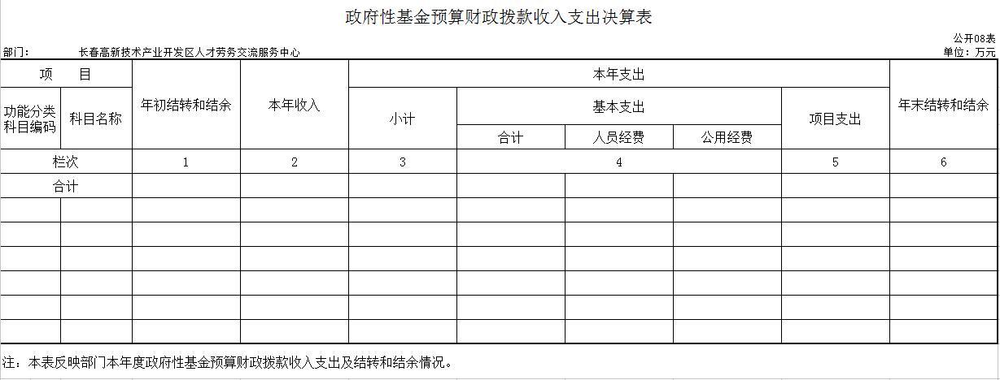 政府性基金预算财政拨款收入支出决算表
公开08表
部门： 长春高新技术产业开发区人才劳务交流服务中心 单位：万元
项 目 年初结转和结余 本年收入 本年支出 年末结转和结余
功能分类科目编码 科目名称 小计 基本支出 项目支出
合计 人员经费 公用经费
栏次 1 2 3 4 5 6
合计
注：本表反映部门本年度政府性基金预算财政拨款收入支出及结转和结余情况。